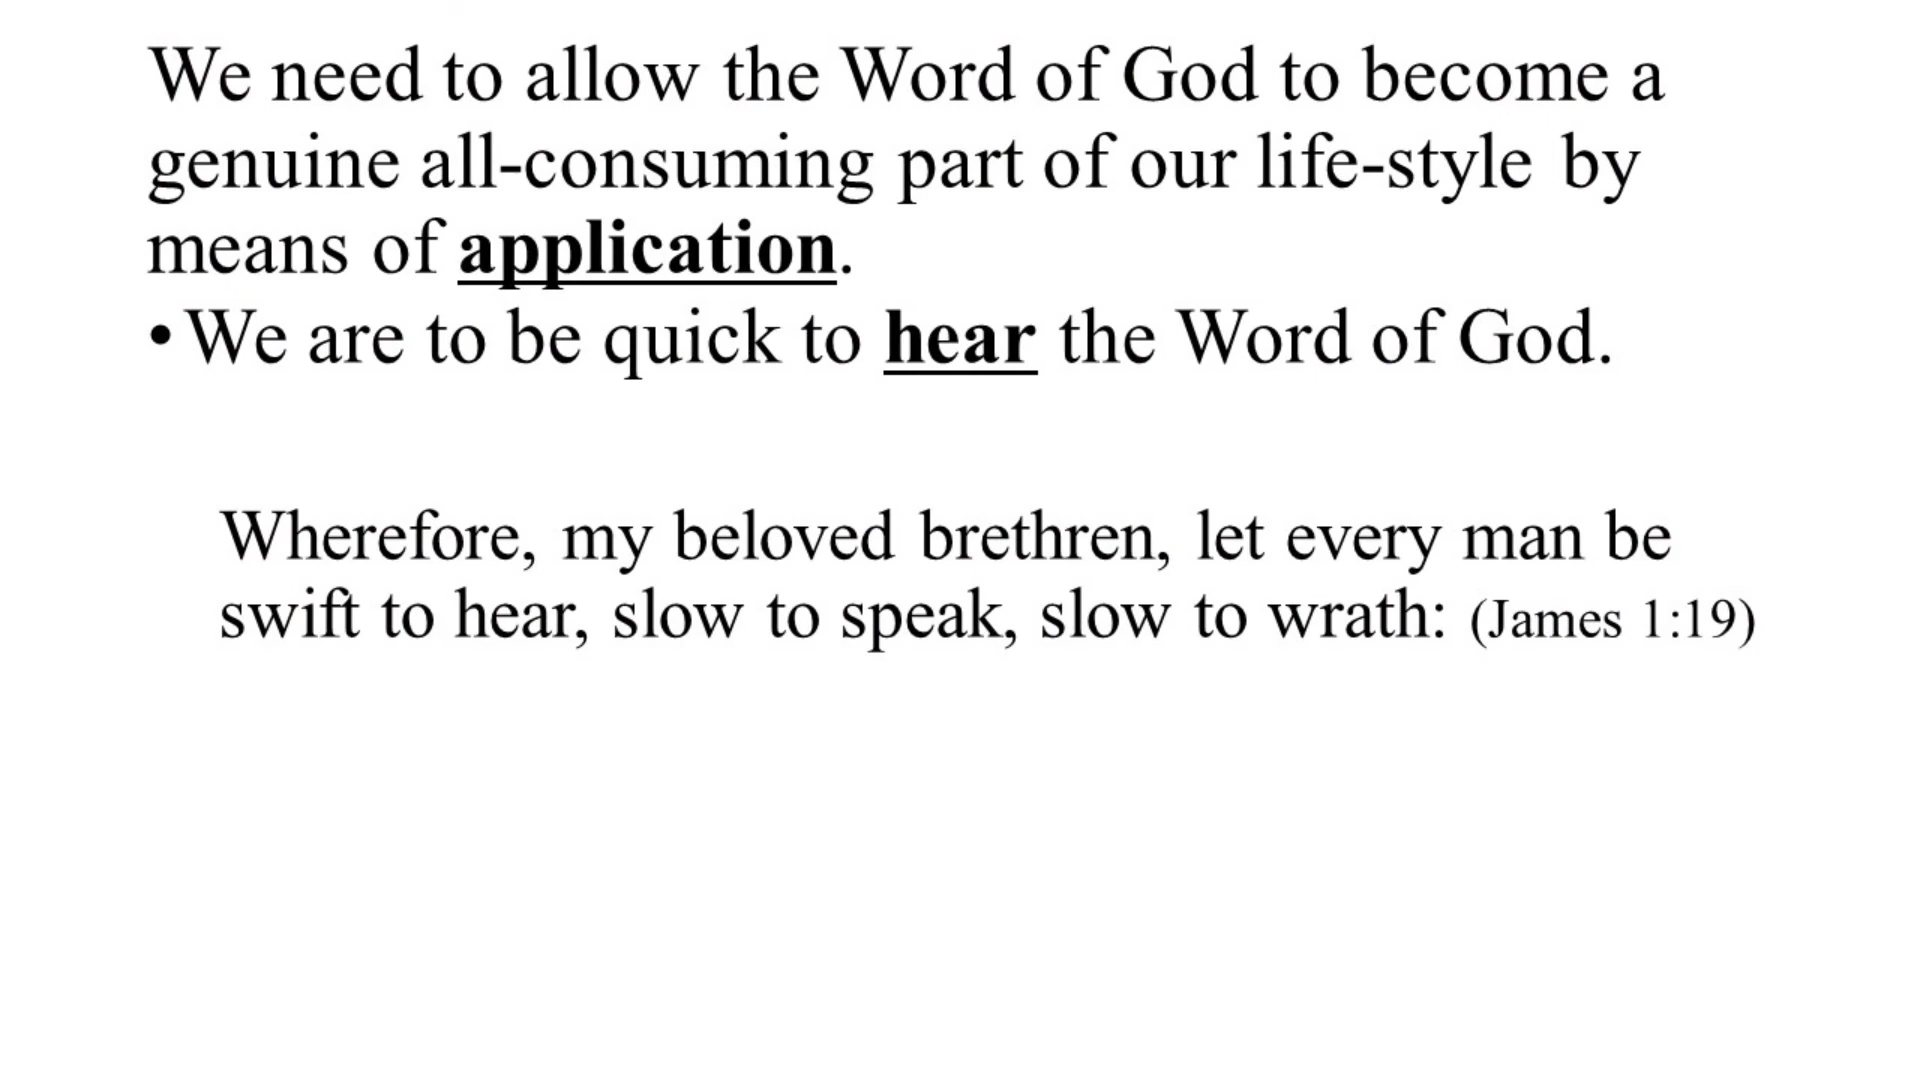 We need to allow the Word of God to become a
genuine all-consuming part of our life-style by
means of application.
• We are to be quick to hear the Word of God.
Wherefore, my beloved brethren, let every man be
swift to hear, slow to speak, slow to wrath: (James 1:19)